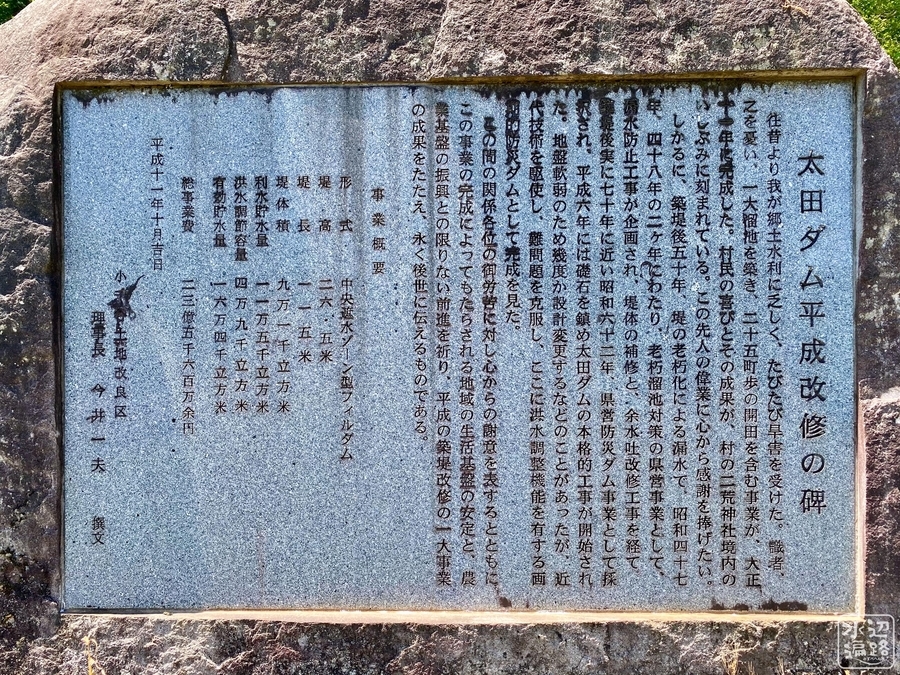 太田ダム平成改修の碑
往昔より我が郷土水利に乏しく、たびたび旱害を受けた。識者、
之を憂い、一大溜池を築き、二十五町歩の開田を含む事業が、大正
十一年に完成した。村民の喜びとその成果が、村の二荒神社境内の
いしぶみに刻まれている。この先人の偉業に心から感謝を捧げたい。
しかるに、築堤後五十年、堤の老朽化による漏水で、昭和四十七
年、四十八年の二ヶ年にわたり、老朽溜池対策の県営事業として、
漏水防止工事が企画され、堤体の補修と、余水吐改修工事を経て
築堤後実に七十年に近い昭和六十二年、県営防災ダム事業として採
択され、平成六年には礎石を鎮め太田ダムの本格的工事が開始され
た。地盤軟弱のため幾度か設計変更するなどのことがあったが、近
代技術を駆使し、難問題を克服し、ここに洪水調整機能を有する画
期的防災ダムとして完成を見た。
この間の関係各位の御労苦に対し心からの謝意を表するとともに
この事業の完成によってもたらされる地域の生活基盤の安定と、農
業基盤の振興との限りない前進を祈り、平成の築堤改修の一大事業
の成果をたたえ、永く後世に伝えるものである。
事業概要
形式 中央遮水ゾーン型フィルダム
堤高 二六・五米
堤長 一一五米
堤体積 九万一千立方米
利水貯水量 一一万五千立方米
洪水調節容量 四万九千立方米
有効貯水量 一六万四千立方米
総事業費 二三億五千六百万余円
平成十一年十月吉日
小 土地改良区
理事長 今井一夫 撰文
水辺遍路